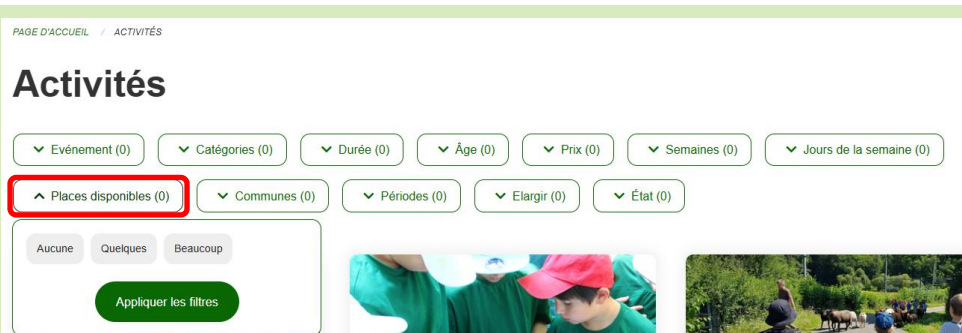 PAGE D'ACCUEIL / ACTIVITÉS
Activités
Evénement (0) Catégories (0) Durée (0) Âge (0) Prix (0) Semaines (0) Jours de la semaine (0)
Places disponibles (0) Communes (0) Périodes (0) Elargir (0) État (0)
Aucune Quelques Beaucoup
Appliquer les filtres